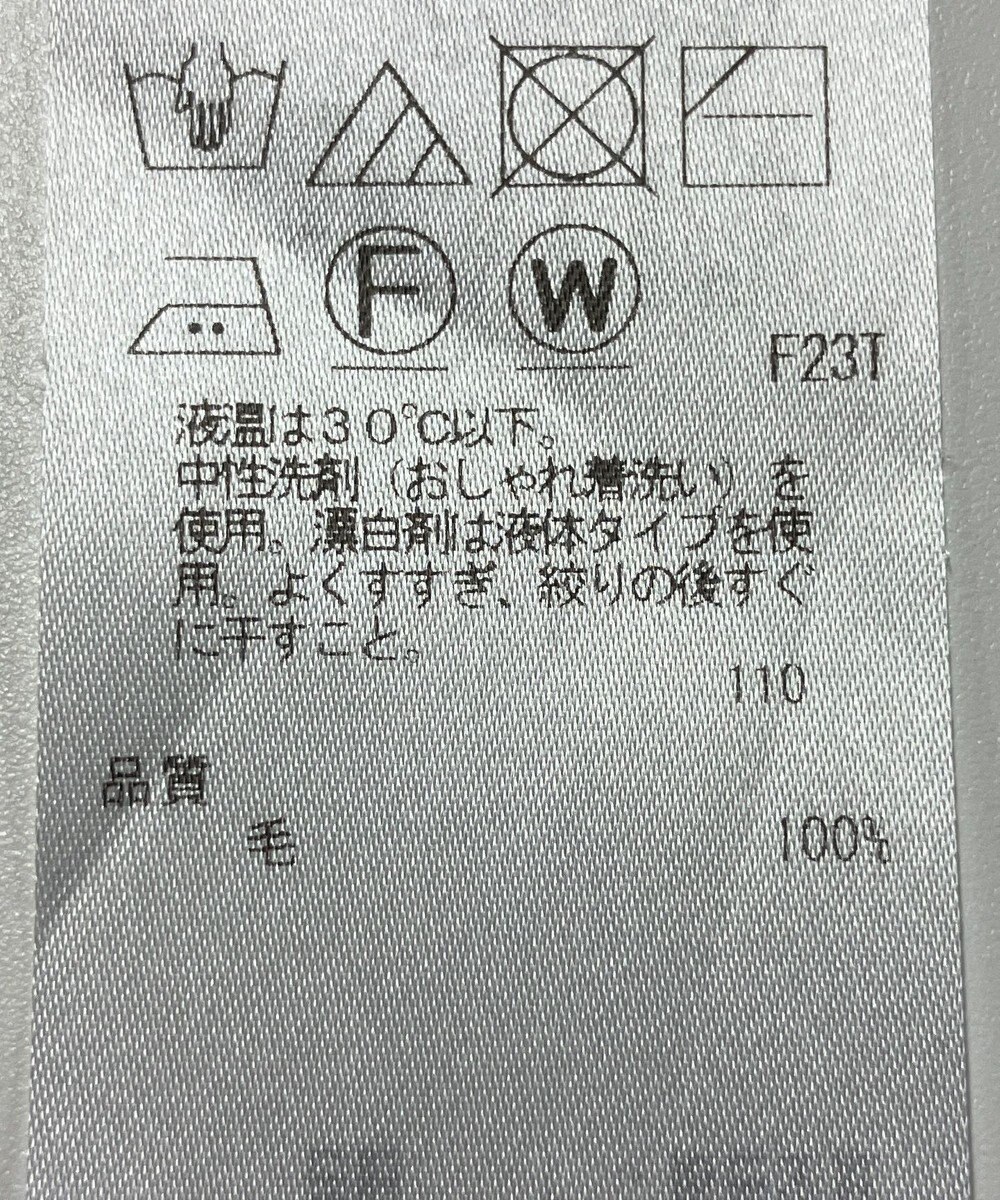 F
W
F23T
液温は30℃以下。
中性洗剤（おしゃれ着洗い）を
使用。漂白剤は液体タイプを使
用。よくすすぎ、絞りの後すぐ
に干すこと。
110
品質
毛 100%